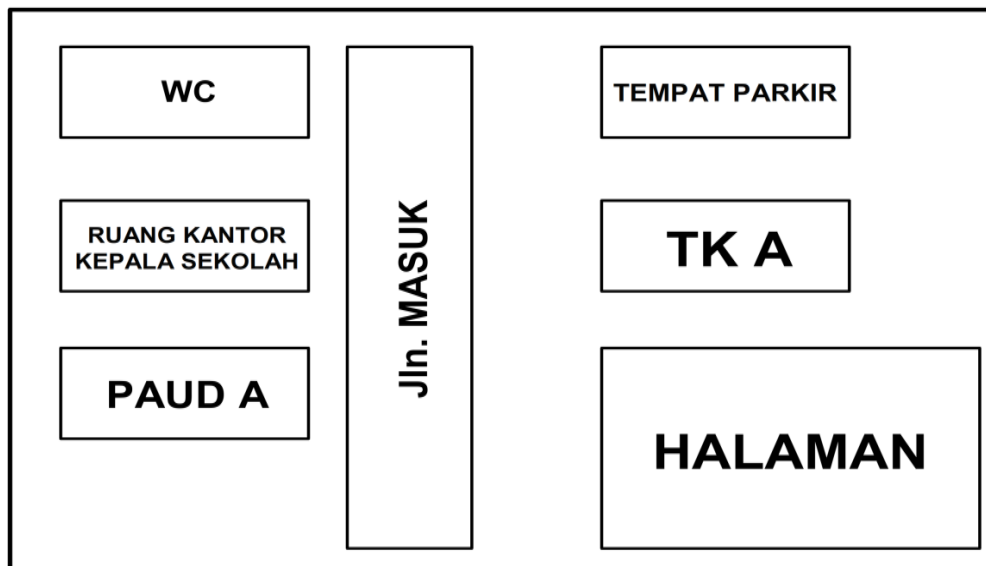 WC
RUANG KANTOR
KEPALA SEKOLAH
PAUD A
Jln. MASUK
TEMPAT PARKIR
TK A
HALAMAN